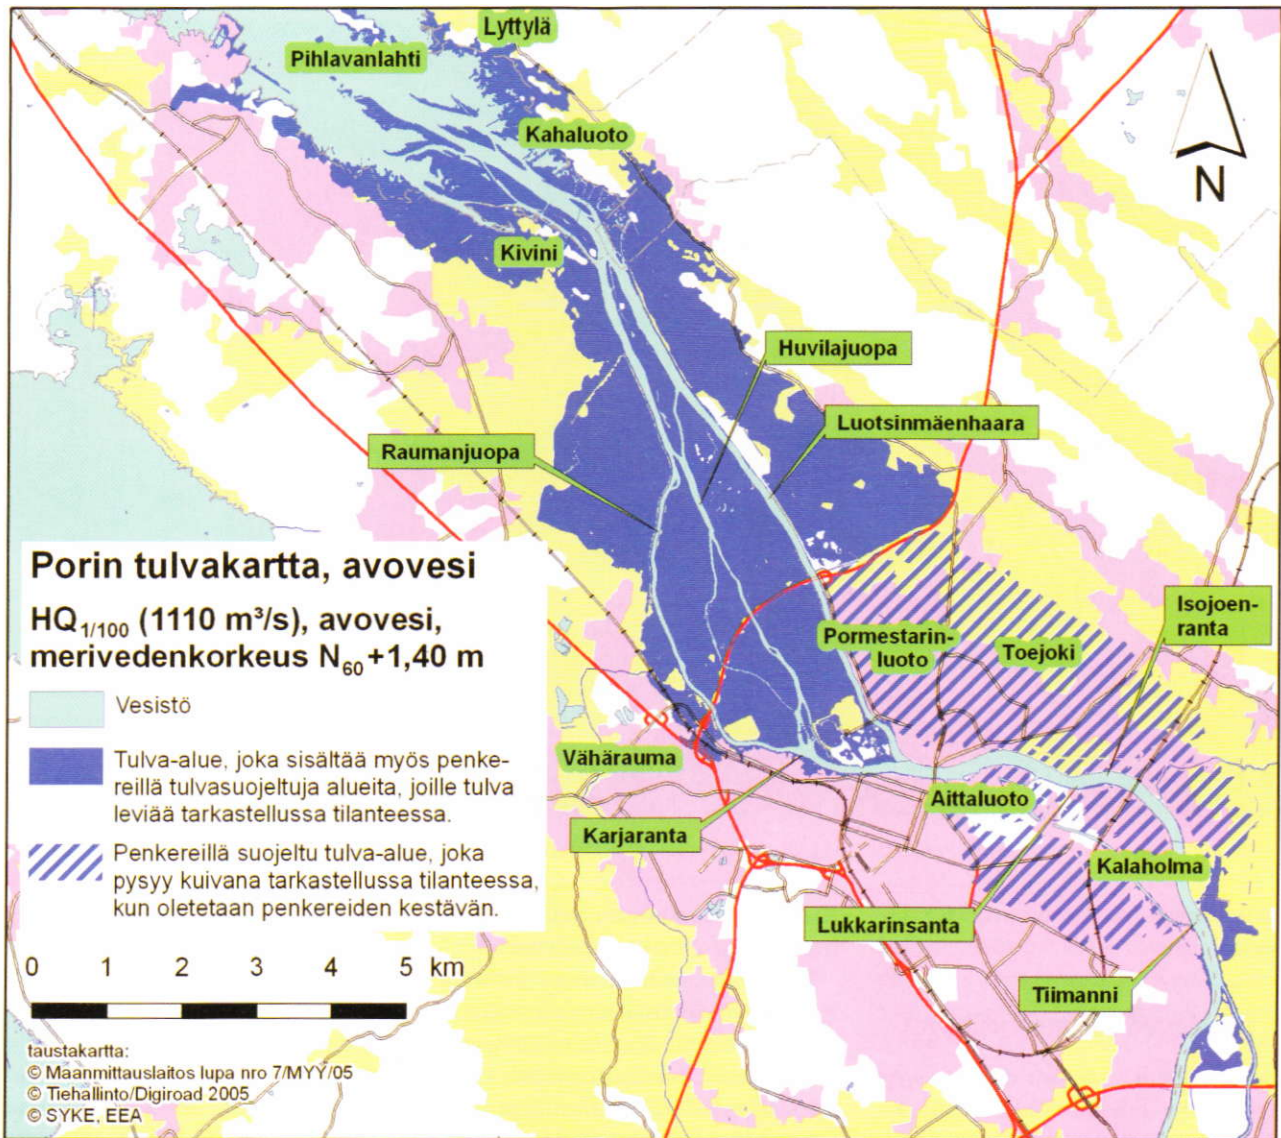 Lyttylä
Pihlavanlahti
Kahaluoto
N
Kivini
Huvilajuopa
Luotsinmäenhaara
Raumanjuopa
Porin tulvakartta, avovesi
HQ1/100 (1110 m³/s), avovesi,
merivedenkorkeus N60+1,40 m
Vesistö
Tulva-alue, joka sisältää myös penke-
reillä tulvasuojeltuja alueita, joille tulva
leviää tarkastellussa tilanteessa.
Penkereillä suojeltu tulva-alue, joka
pysyy kuivana tarkastellussa tilanteessa,
kun oletetaan penkereiden kestävän.
0 1 2 3 4 5 km
taustakartta:
© Maanmittauslaitos lupa nro 7/MYY/05
© Tiehallinto/Digiroad 2005
© SYKE, EEA
Isojoen-
ranta
Pormestarin-
luoto
Toejoki
Vähärauma
Aittaluoto
Karjaranta
Kalaholma
Lukkarinsanta
Tiimanni